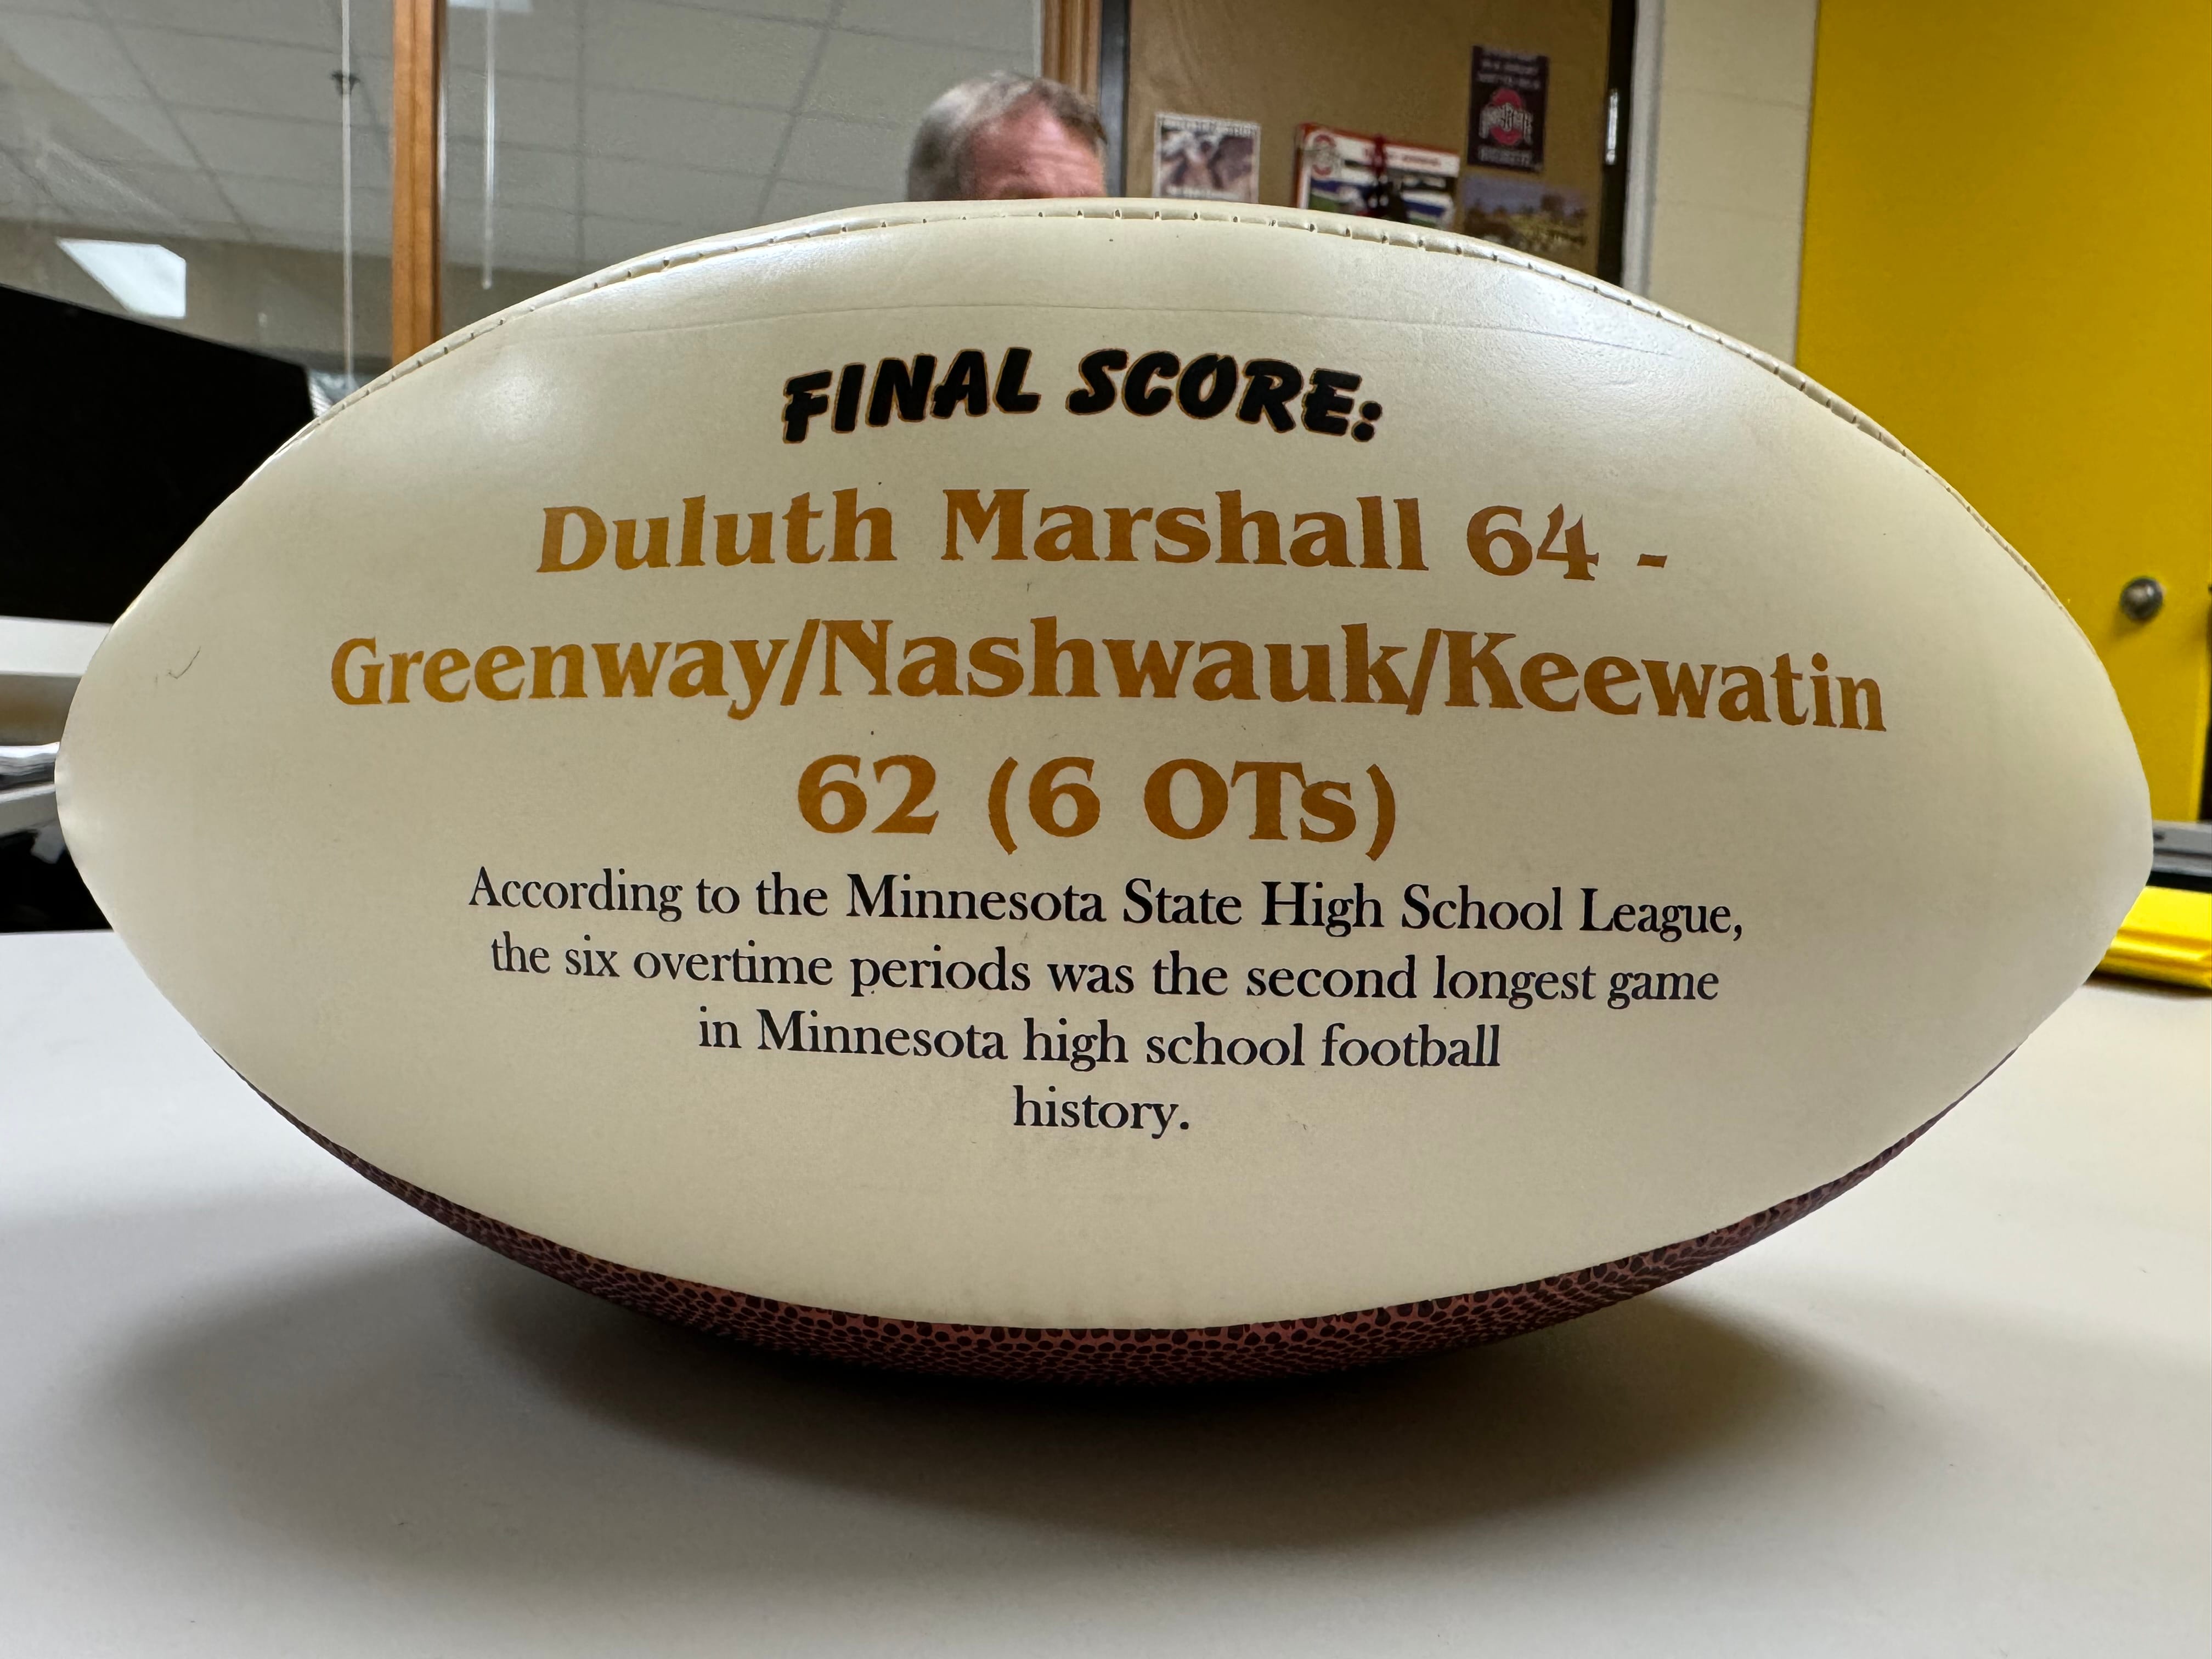 FINAL SCORE:
Duluth Marshall 64 -
Greenway/Nashwauk/Keewatin
62 (6 OTs)
According to the Minnesota State High School League,
the six overtime periods was the second longest game
in Minnesota high school football
history.